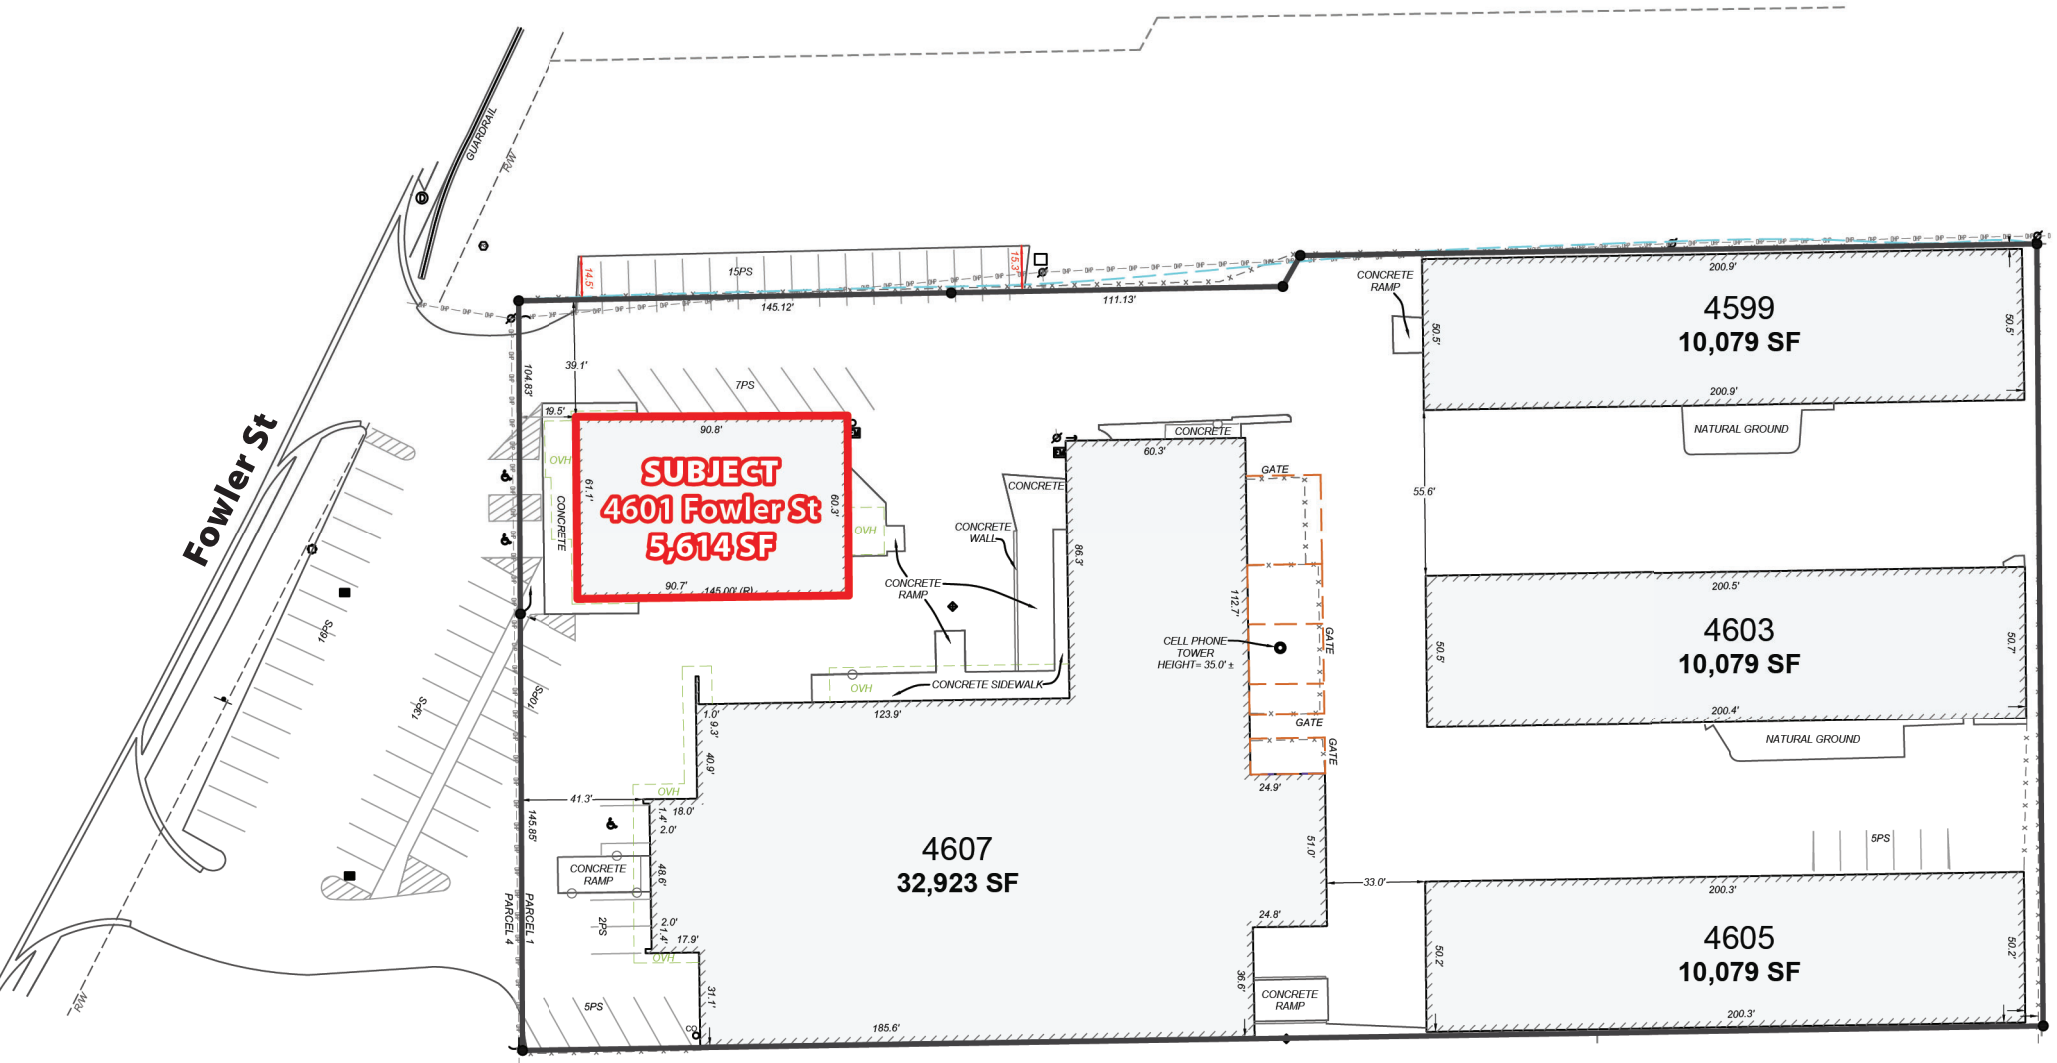 Fowler St
GUARDRAIL
R/W
14.5'
15PS
15.3'
145.12'
111.13'
104.83'
39.1'
19.5'
7PS
OVH
CONCRETE
90.8'
61.1'
60.3'
SUBJECT
4601 Fowler St
5,614 SF
90.7'
145.00' (R)
OVH
CONCRETE
RAMP
CONCRETE
WALL
CONCRETE
CONCRETE
60.3'
86.3'
GATE
112.7'
CELL PHONE
TOWER
HEIGHT= 35.0' ±
GATE
GATE
GATE
OVH
CONCRETE SIDEWALK
123.9'
1.0'
9.3'
40.9'
OVH
41.3'
18.0'
1.4'
2.0'
48.6'
CONCRETE
RAMP
2PS
2.0'
1.4'
17.9'
OVH
31.1'
5PS
CO
185.6'
4607
32,923 SF
24.9'
51.0'
33.0'
24.8'
36.6'
CONCRETE
RAMP
16PS
13PS
10PS
145.85'
PARCEL 1
PARCEL 4
R/W
CONCRETE
RAMP
200.9'
50.5'
4599
10,079 SF
50.5'
200.9'
NATURAL GROUND
55.6'
200.5'
50.5'
4603
10,079 SF
50.7'
200.4'
NATURAL GROUND
5PS
200.3'
50.2'
4605
10,079 SF
50.2'
200.3'